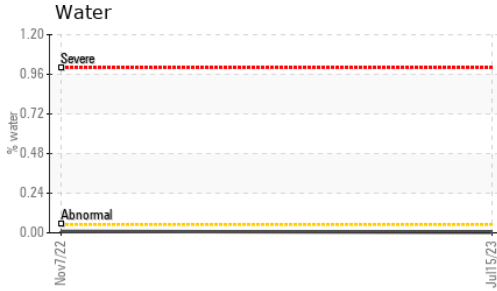 Water
1.20
Severe
0.96
0.72
% water
0.48
0.24
Abnormal
0.00
Nov7/22
Jul15/23